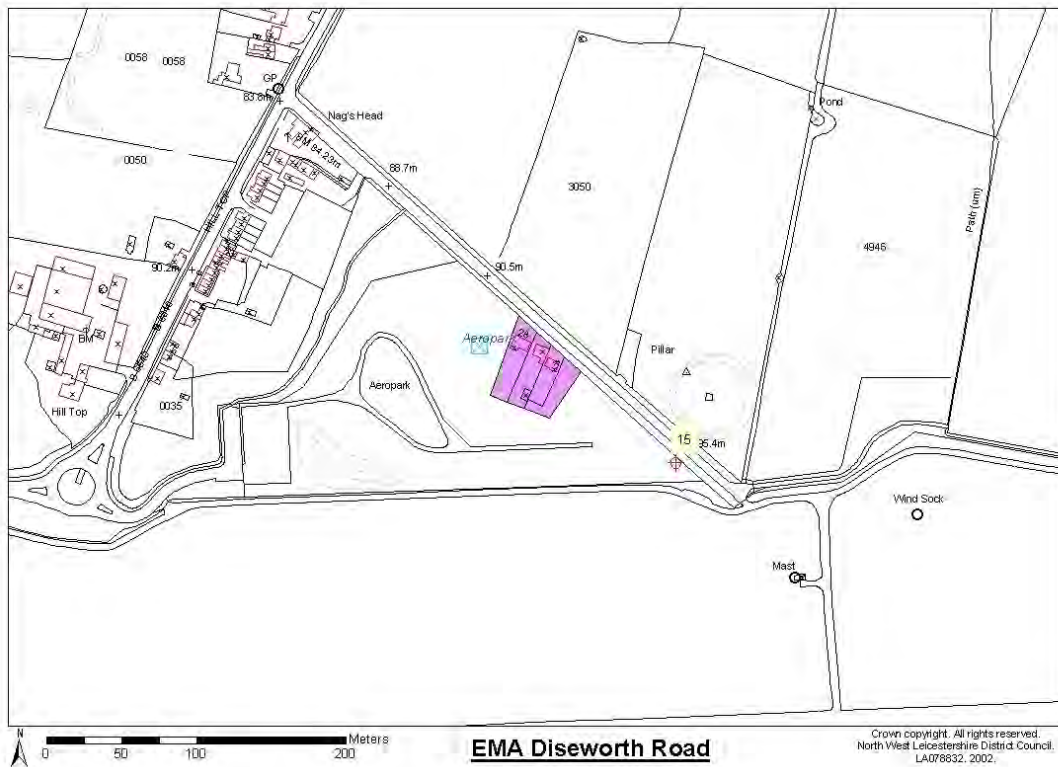 0058 0058
GP
83.8m
Nag's Head
BM 84.23m
88.7m
0050
3050
Pond
Path (um)
4946
HILL TOP
90.2m
90.5m
BM
Aeropark
Pillar
Aeropark
Hill Top
0035
15
95.4m
Wind Sock
Mast
N
Meters
0 50 100 200
EMA Diseworth Road
Crown copyright. All rights reserved.
North West Leicestershire District Council.
LA078832. 2002.